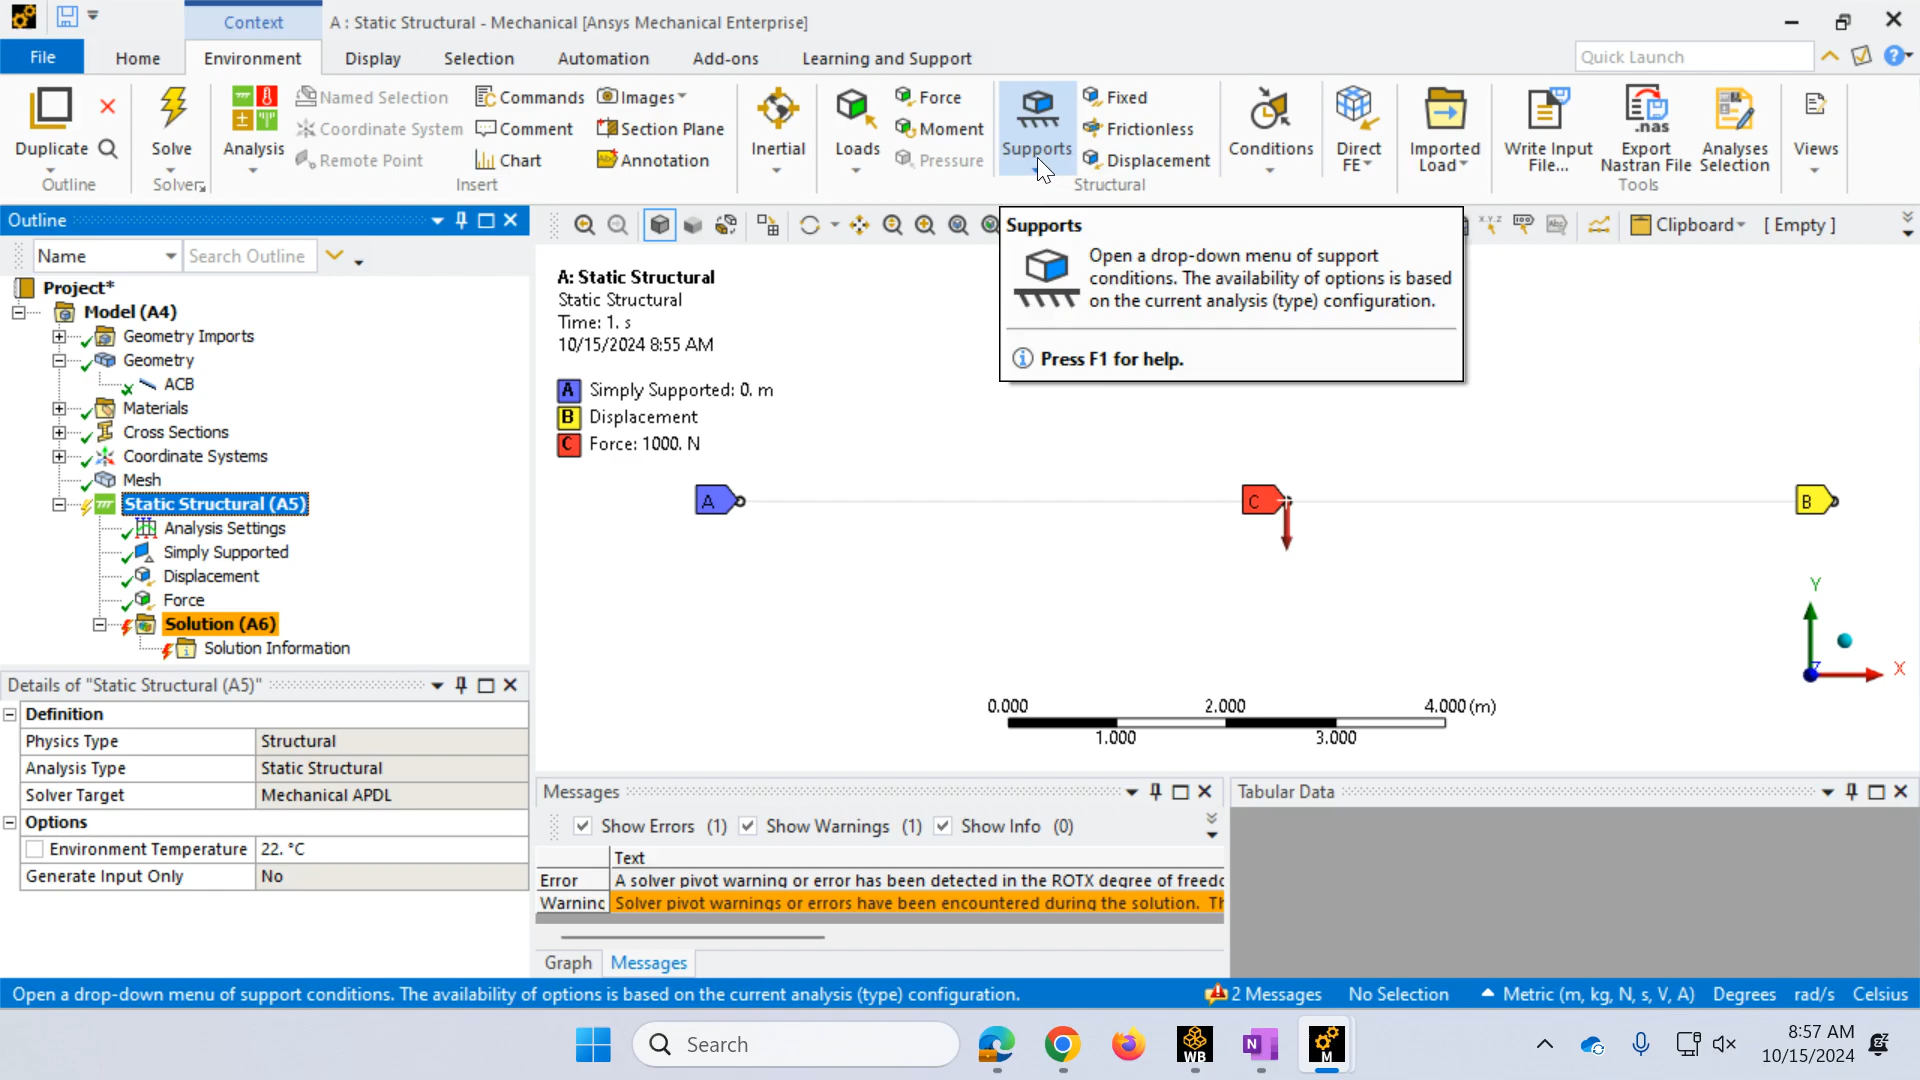 Context
A : Static Structural - Mechanical [Ansys Mechanical Enterprise]
File
Home
Environment
Display
Selection
Automation
Add-ons
Learning and Support
Quick Launch
Duplicate
Outline
Solve
Solver
Analysis
Named Selection
Coordinate System
Remote Point
Commands
Comment
Chart
Images
Section Plane
Annotation
Insert
Inertial
Loads
Force
Moment
Pressure
Supports
Fixed
Frictionless
Displacement
Structural
Conditions
Direct
FE
Imported
Load
Write Input
File...
.nas
Export
Nastran File
Analyses
Selection
Tools
Views
Outline
Name
Search Outline
Clipboard
[ Empty ]
Project*
Model (A4)
Geometry Imports
Geometry
ACB
Materials
Cross Sections
Coordinate Systems
Mesh
Static Structural (A5)
Analysis Settings
Simply Supported
Displacement
Force
Solution (A6)
Solution Information
A: Static Structural
Static Structural
Time: 1. s
10/15/2024 8:55 AM
A Simply Supported: 0. m
B Displacement
C Force: 1000. N
Supports
Open a drop-down menu of support
conditions. The availability of options is based
on the current analysis (type) configuration.
Press F1 for help.
A
C
B
Y
X
Z
0.000 2.000 4.000 (m)
1.000 3.000
Details of "Static Structural (A5)"
Definition
Physics Type Structural
Analysis Type Static Structural
Solver Target Mechanical APDL
Options
Environment Temperature 22. °C
Generate Input Only No
Messages
Show Errors (1) Show Warnings (1) Show Info (0)
Text
Error A solver pivot warning or error has been detected in the ROTX degree of freedo
Warning Solver pivot warnings or errors have been encountered during the solution. Th
Graph
Messages
Tabular Data
Open a drop-down menu of support conditions. The availability of options is based on the current analysis (type) configuration.
2 Messages
No Selection
Metric (m, kg, N, s, V, A)
Degrees
rad/s
Celsius
Search
WB
N
M
8:57 AM
10/15/2024